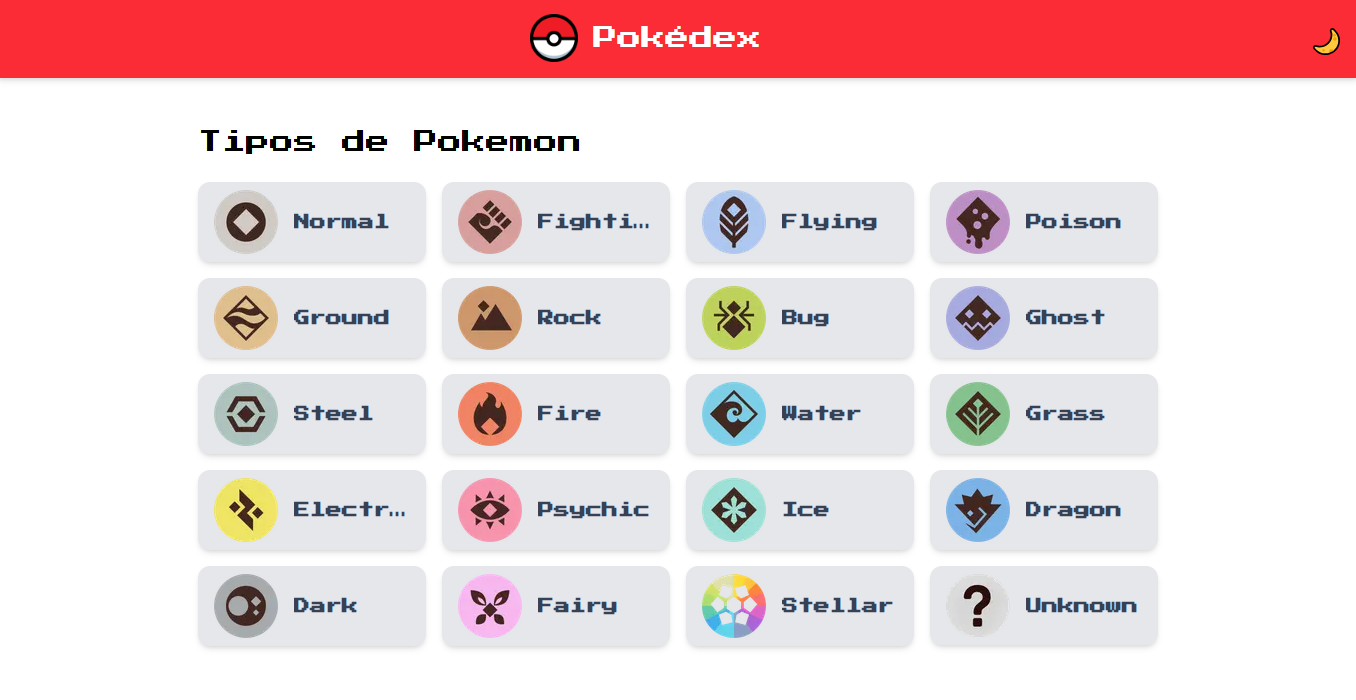 Pokédex
Tipos de Pokemon
Normal
Fighti...
Flying
Poison
Ground
Rock
Bug
Ghost
Steel
Fire
Water
Grass
Electr...
Psychic
Ice
Dragon
Dark
Fairy
Stellar
?
Unknown